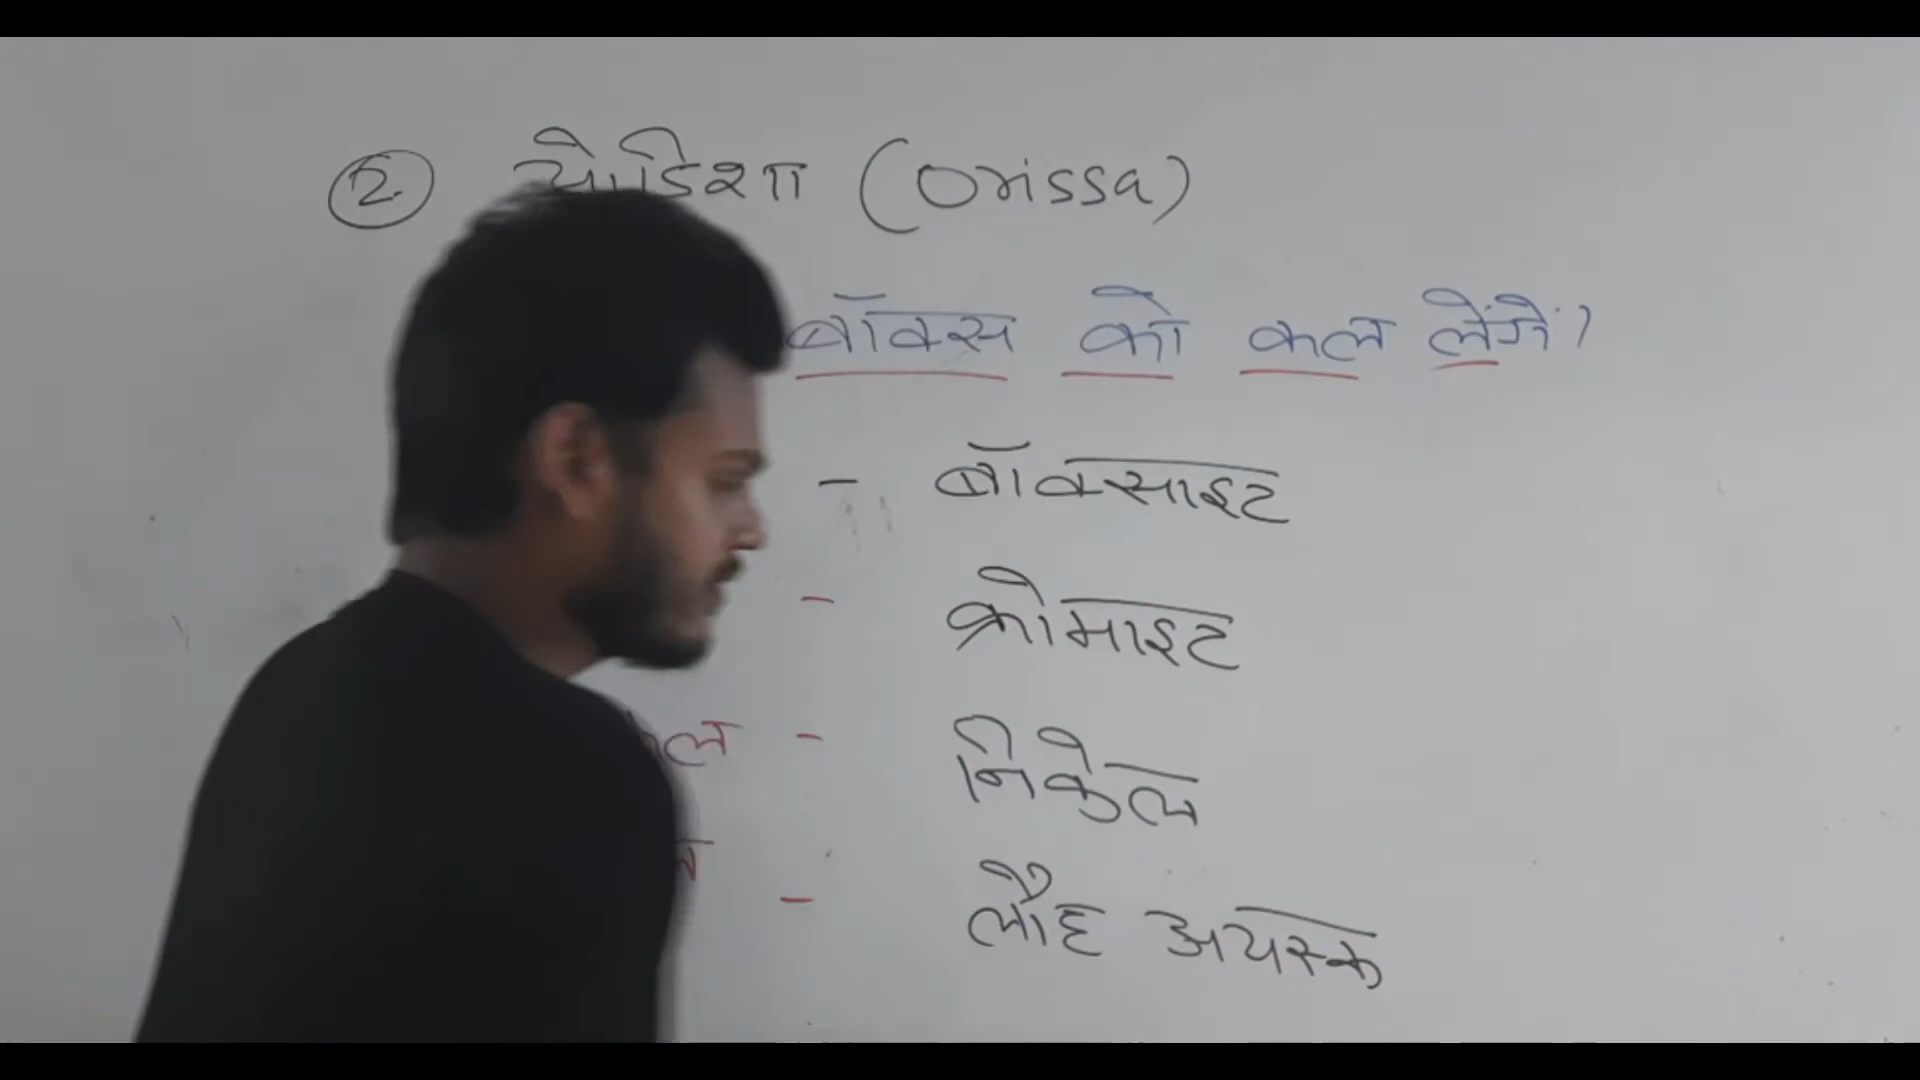 ② ओडिशा (Orissa)
बॉक्स को कल लेंगे।
- बॉक्साइट
- क्रोमाइट
ल - निकेल
ल - लौह अयस्क